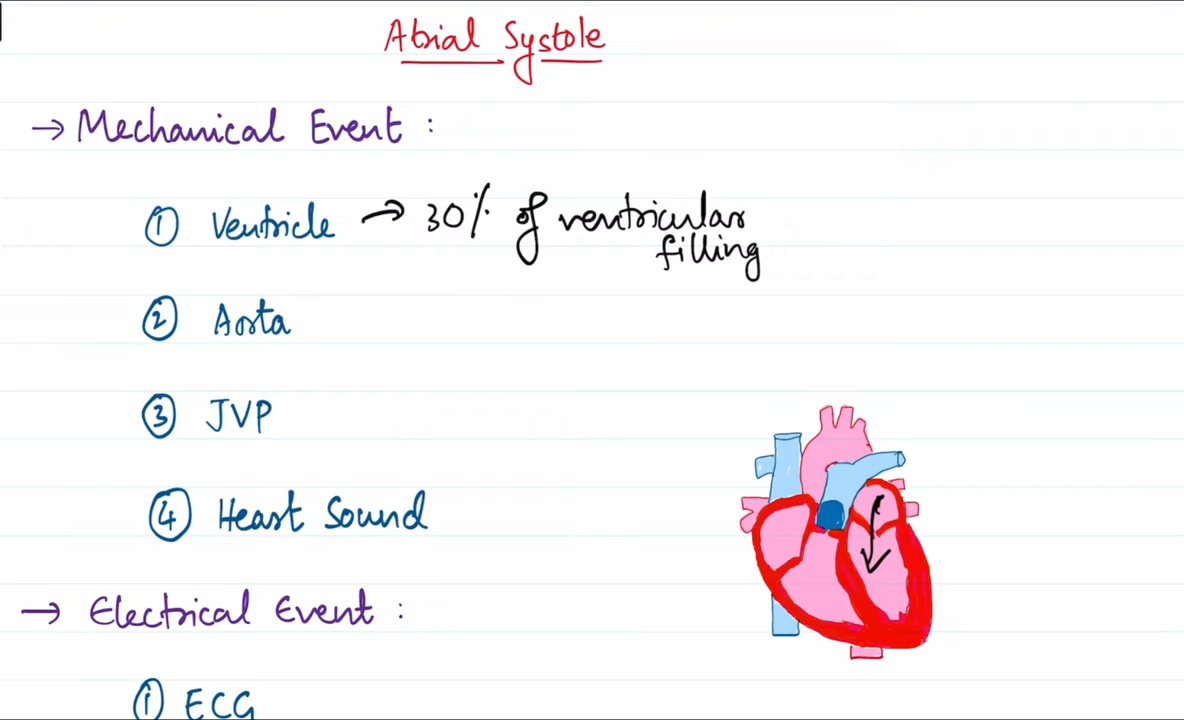 Atrial Systole
→ Mechanical Event :
① Ventricle → 30% of ventricular
filling
② Aorta
③ JVP
④ Heart Sound
→ Electrical Event :
① ECG